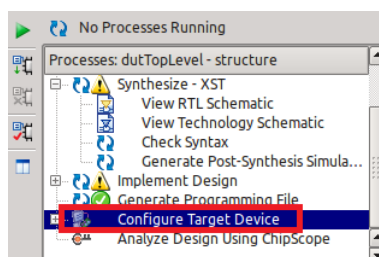 No Processes Running
Processes: dutTopLevel - structure
Synthesize - XST
View RTL Schematic
View Technology Schematic
Check Syntax
Generate Post-Synthesis Simula...
Implement Design
Generate Programming File
Configure Target Device
Analyze Design Using ChipScope